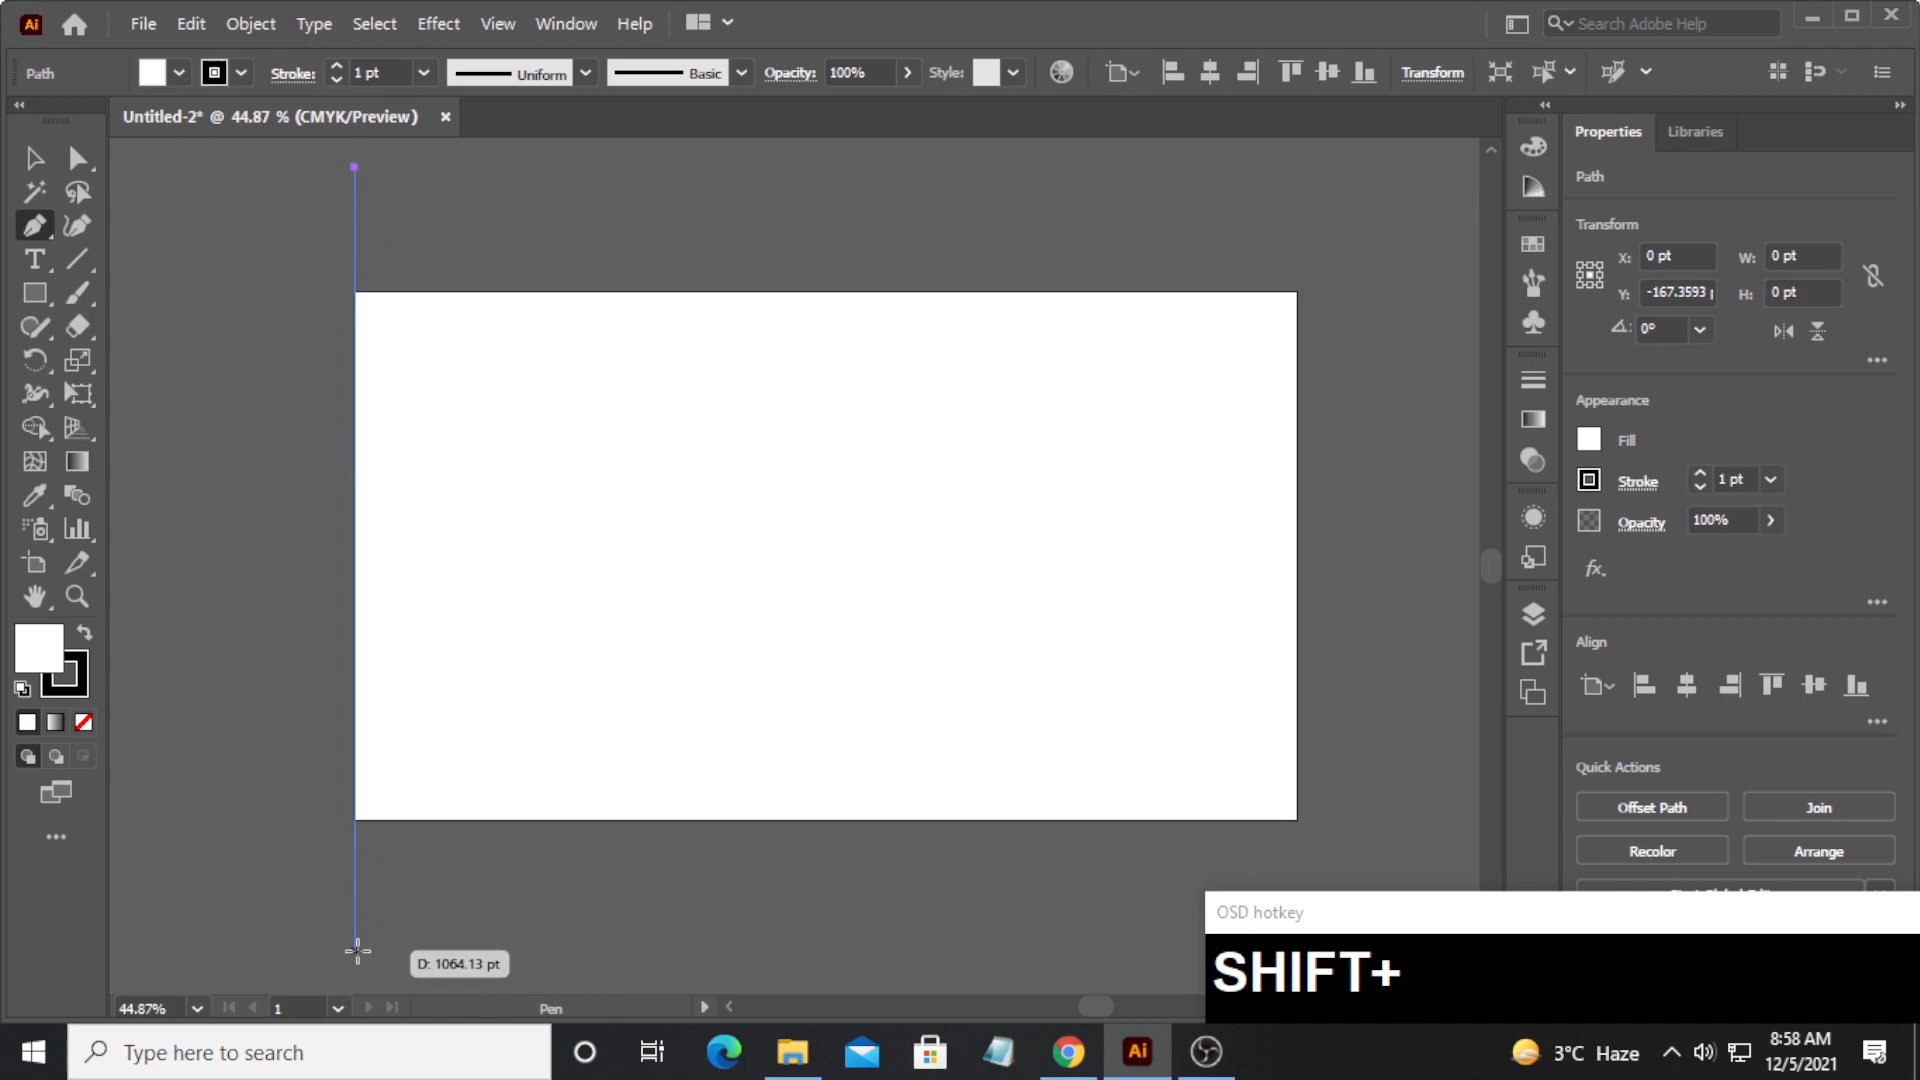 Ai File Edit Object Type Select Effect View Window Help Search Adobe Help
Path Stroke: 1 pt Uniform Basic Opacity: 100% Style: Transform
Untitled-2* @ 44.87 % (CMYK/Preview) ×
Properties Libraries
Path
Transform
X: 0 pt W: 0 pt
Y: -167.3593 H: 0 pt
0°
Appearance
Fill
Stroke 1 pt
Opacity 100%
fx.
Align
Quick Actions
Offset Path Join
Recolor Arrange
OSD hotkey
SHIFT+
D: 1064.13 pt
44.87% 1 Pen
Type here to search
Ai
3°C Haze
8:58 AM
12/5/2021